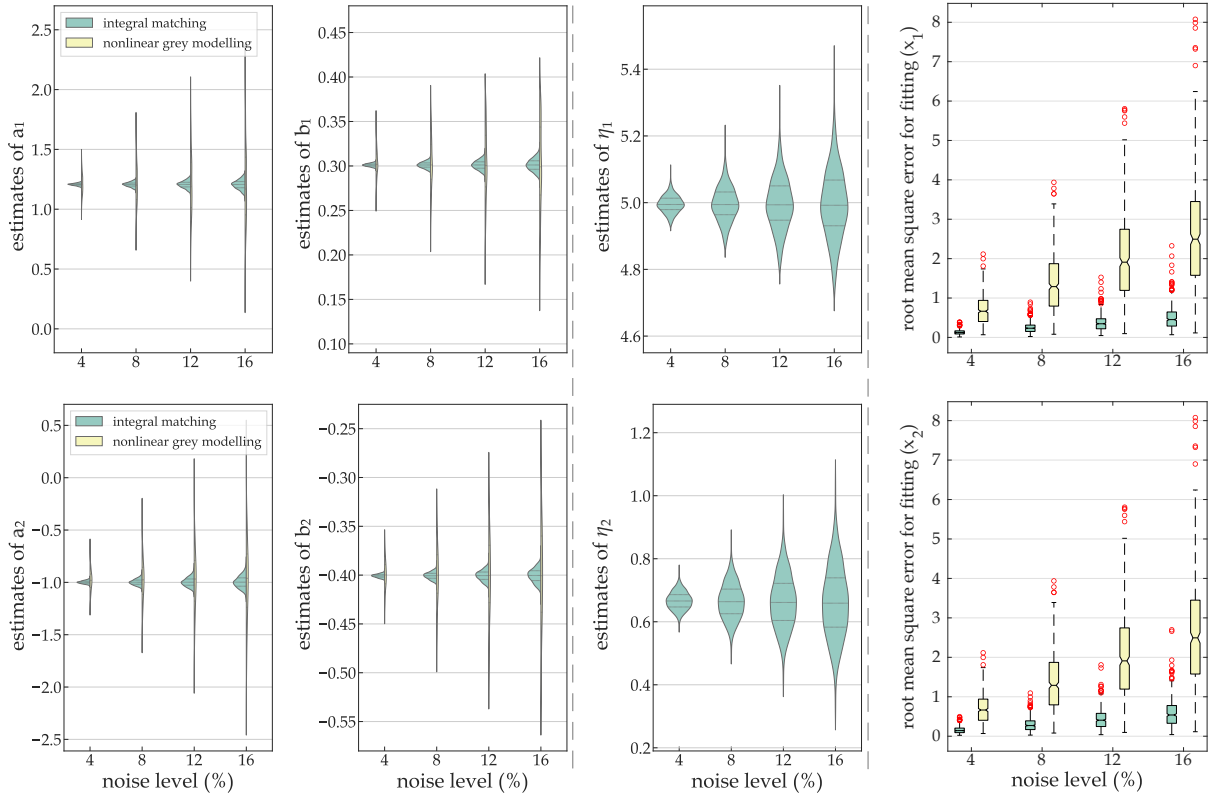 estimates of a1
2.5
2.0
1.5
1.0
0.5
0.0
integral matching
nonlinear grey modelling
4 8 12 16
estimates of b1
0.45
0.40
0.35
0.30
0.25
0.20
0.15
0.10
4 8 12 16
estimates of η1
5.4
5.2
5.0
4.8
4.6
4 8 12 16
root mean square error for fitting (x1)
8
7
6
5
4
3
2
1
0
4 8 12 16
estimates of a2
0.5
0.0
−0.5
−1.0
−1.5
−2.0
−2.5
integral matching
nonlinear grey modelling
4 8 12 16
noise level (%)
estimates of b2
−0.25
−0.30
−0.35
−0.40
−0.45
−0.50
−0.55
4 8 12 16
noise level (%)
estimates of η2
1.2
1.0
0.8
0.6
0.4
0.2
4 8 12 16
noise level (%)
root mean square error for fitting (x2)
8
7
6
5
4
3
2
1
0
4 8 12 16
noise level (%)